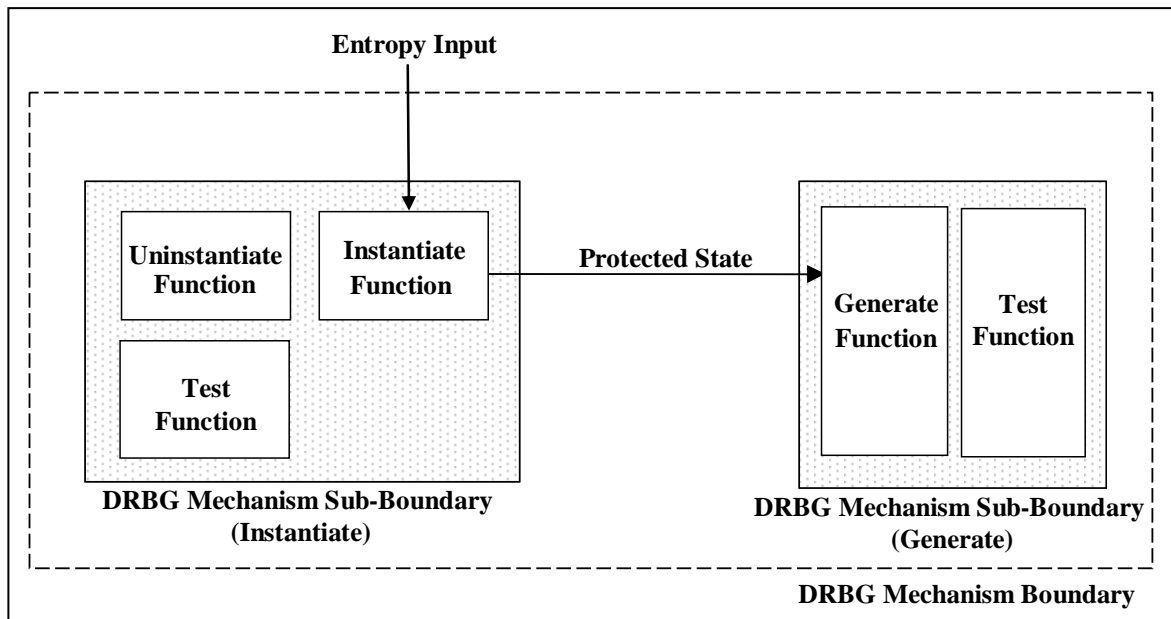 Entropy Input
Uninstantiate
Function
Instantiate
Function
Test
Function
Protected State
Generate
Function
Test
Function
DRBG Mechanism Sub-Boundary
(Instantiate)
DRBG Mechanism Sub-Boundary
(Generate)
DRBG Mechanism Boundary